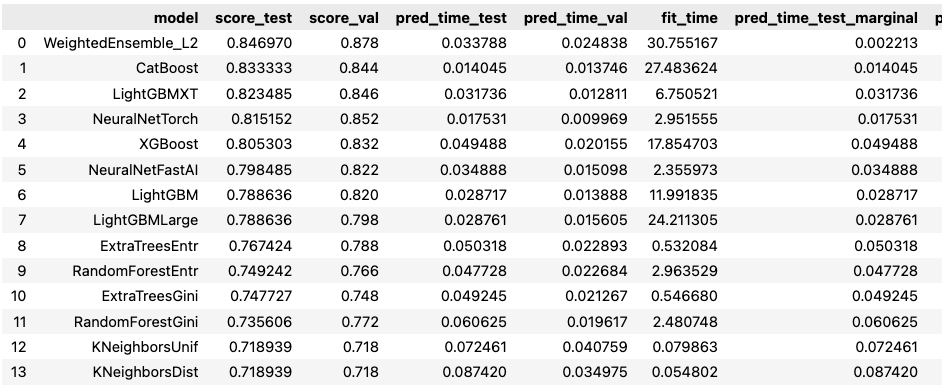 model score_test score_val pred_time_test pred_time_val fit_time pred_time_test_marginal p
0 WeightedEnsemble_L2 0.846970 0.878 0.033788 0.024838 30.755167 0.002213
1 CatBoost 0.833333 0.844 0.014045 0.013746 27.483624 0.014045
2 LightGBMXT 0.823485 0.846 0.031736 0.012811 6.750521 0.031736
3 NeuralNetTorch 0.815152 0.852 0.017531 0.009969 2.951555 0.017531
4 XGBoost 0.805303 0.832 0.049488 0.020155 17.854703 0.049488
5 NeuralNetFastAI 0.798485 0.822 0.034888 0.015098 2.355973 0.034888
6 LightGBM 0.788636 0.820 0.028717 0.013888 11.991835 0.028717
7 LightGBMLarge 0.788636 0.798 0.028761 0.015605 24.211305 0.028761
8 ExtraTreesEntr 0.767424 0.788 0.050318 0.022893 0.532084 0.050318
9 RandomForestEntr 0.749242 0.766 0.047728 0.022684 2.963529 0.047728
10 ExtraTreesGini 0.747727 0.748 0.049245 0.021267 0.546680 0.049245
11 RandomForestGini 0.735606 0.772 0.060625 0.019617 2.480748 0.060625
12 KNeighborsUnif 0.718939 0.718 0.072461 0.040759 0.079863 0.072461
13 KNeighborsDist 0.718939 0.718 0.087420 0.034975 0.054802 0.087420